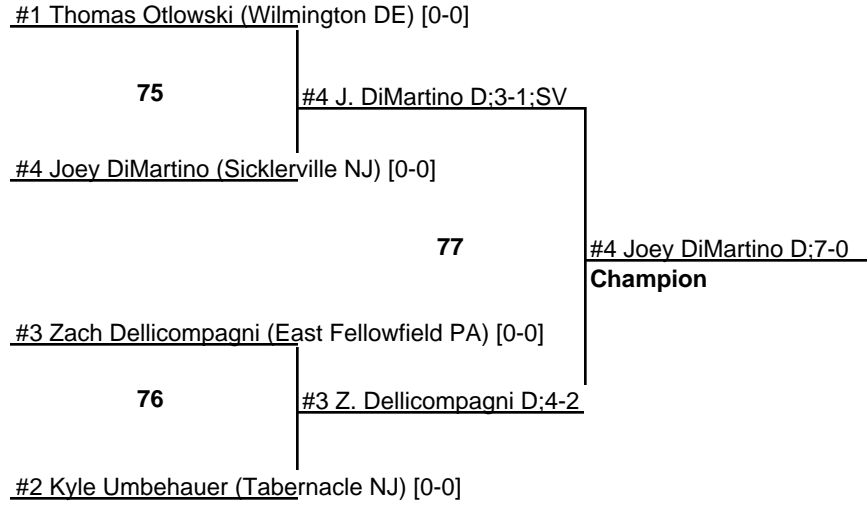 #1 Thomas Otlowski (Wilmington DE) [0-0]
75
#4 J. DiMartino D;3-1;SV
#4 Joey DiMartino (Sicklerville NJ) [0-0]
77
#4 Joey DiMartino D;7-0
Champion
#3 Zach Dellicompagni (East Fellowfield PA) [0-0]
76
#3 Z. Dellicompagni D;4-2
#2 Kyle Umbehauer (Tabernacle NJ) [0-0]